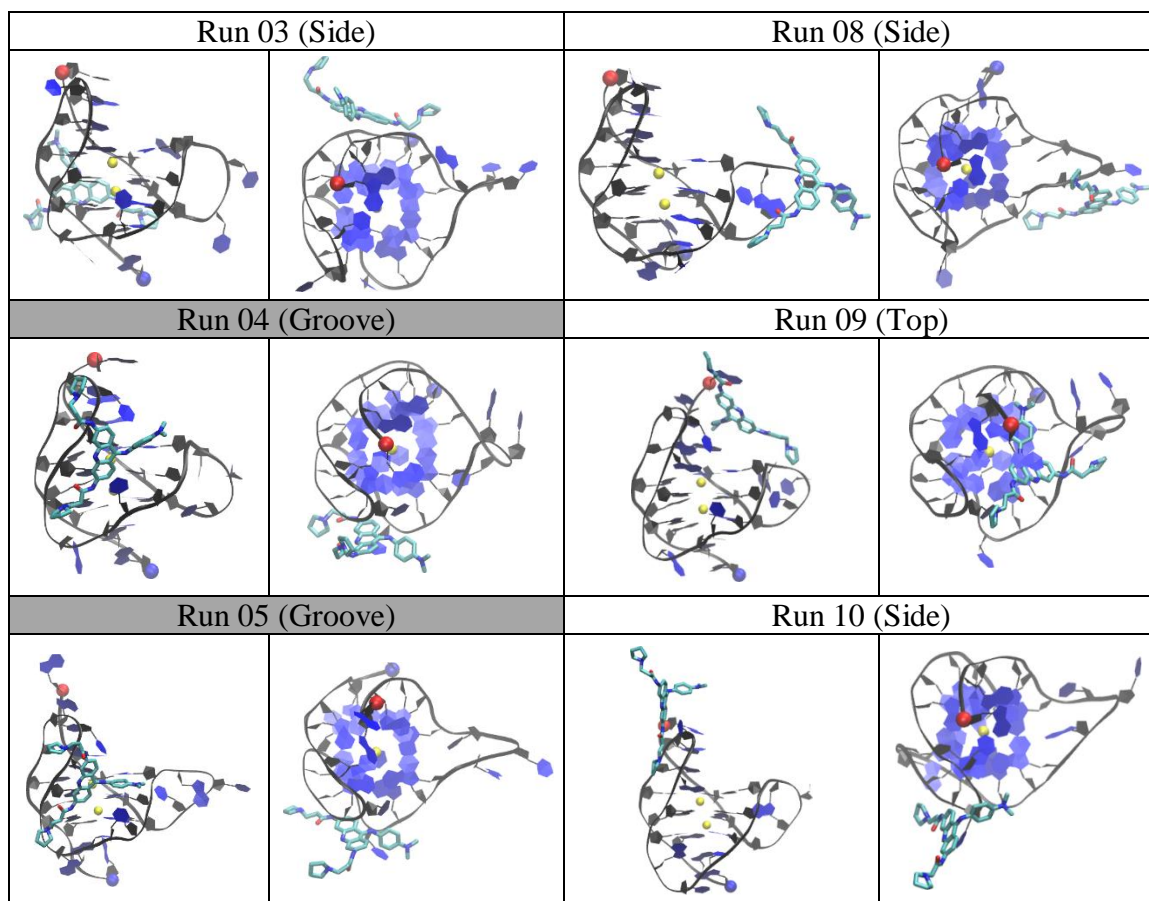 Run 03 (Side)
Run 08 (Side)
Run 04 (Groove)
Run 09 (Top)
Run 05 (Groove)
Run 10 (Side)